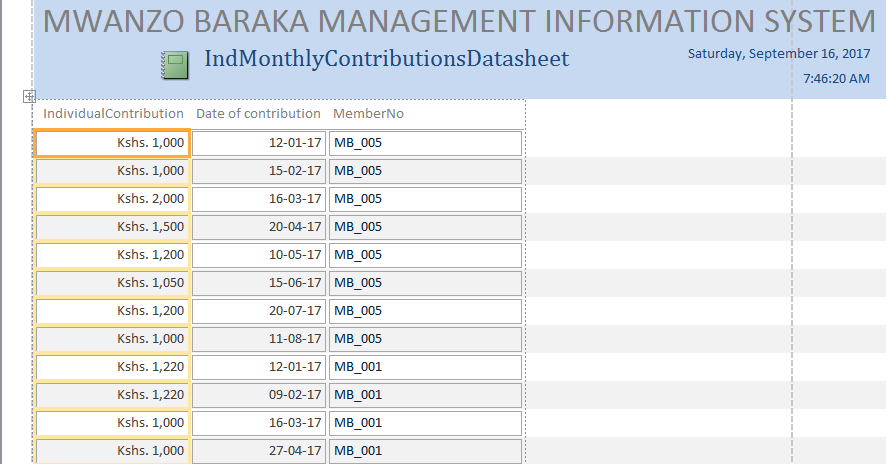 MWANZO BARAKA MANAGEMENT INFORMATION SYSTEM
IndMonthlyContributionsDatasheet
Saturday, September 16, 2017
7:46:20 AM
IndividualContribution Date of contribution MemberNo
Kshs. 1,000 12-01-17 MB_005
Kshs. 1,000 15-02-17 MB_005
Kshs. 2,000 16-03-17 MB_005
Kshs. 1,500 20-04-17 MB_005
Kshs. 1,200 10-05-17 MB_005
Kshs. 1,050 15-06-17 MB_005
Kshs. 1,200 20-07-17 MB_005
Kshs. 1,000 11-08-17 MB_005
Kshs. 1,220 12-01-17 MB_001
Kshs. 1,220 09-02-17 MB_001
Kshs. 1,000 16-03-17 MB_001
Kshs. 1,000 27-04-17 MB_001